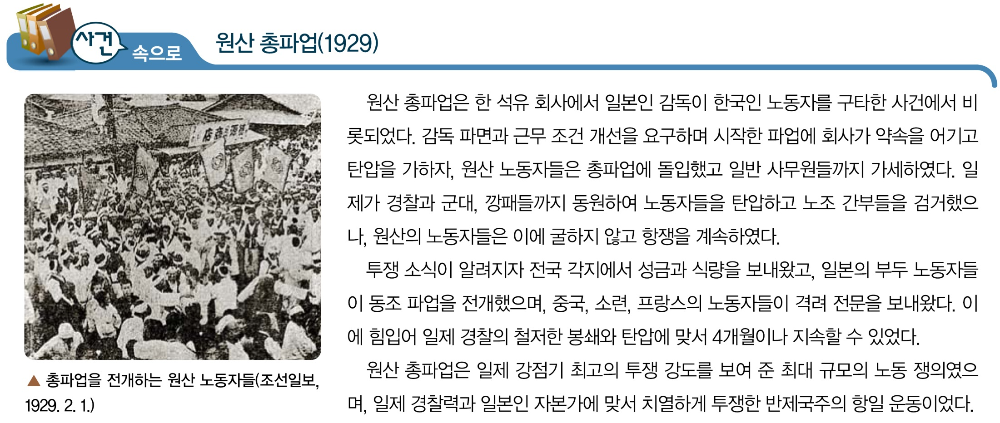 사건
속으로
원산 총파업(1929)
원산 총파업은 한 석유 회사에서 일본인 감독이 한국인 노동자를 구타한 사건에서 비
롯되었다. 감독 파면과 근무 조건 개선을 요구하며 시작한 파업에 회사가 약속을 어기고
탄압을 가하자, 원산 노동자들은 총파업에 돌입했고 일반 사무원들까지 가세하였다. 일
제가 경찰과 군대, 깡패들까지 동원하여 노동자들을 탄압하고 노조 간부들을 검거했으
나, 원산의 노동자들은 이에 굴하지 않고 항쟁을 계속하였다.
투쟁 소식이 알려지자 전국 각지에서 성금과 식량을 보내왔고, 일본의 부두 노동자들
이 동조 파업을 전개했으며, 중국, 소련, 프랑스의 노동자들이 격려 전문을 보내왔다. 이
에 힘입어 일제 경찰의 철저한 봉쇄와 탄압에 맞서 4개월이나 지속할 수 있었다.
원산 총파업은 일제 강점기 최고의 투쟁 강도를 보여 준 최대 규모의 노동 쟁의였으
며, 일제 경찰력과 일본인 자본가에 맞서 치열하게 투쟁한 반제국주의 항일 운동이었다.
▲ 총파업을 전개하는 원산 노동자들(조선일보,
1929. 2. 1.)